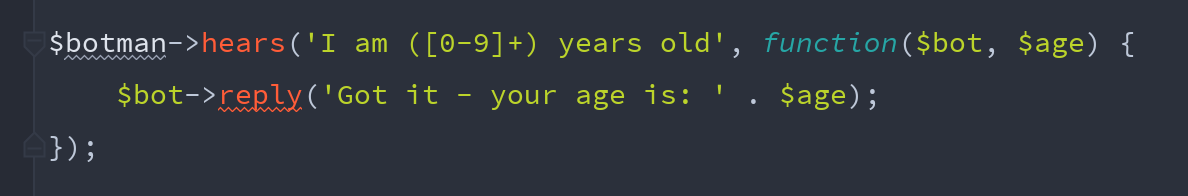 $botman->hears('I am ([0-9]+) years old', function($bot, $age) {
    $bot->reply('Got it - your age is: ' . $age);
});